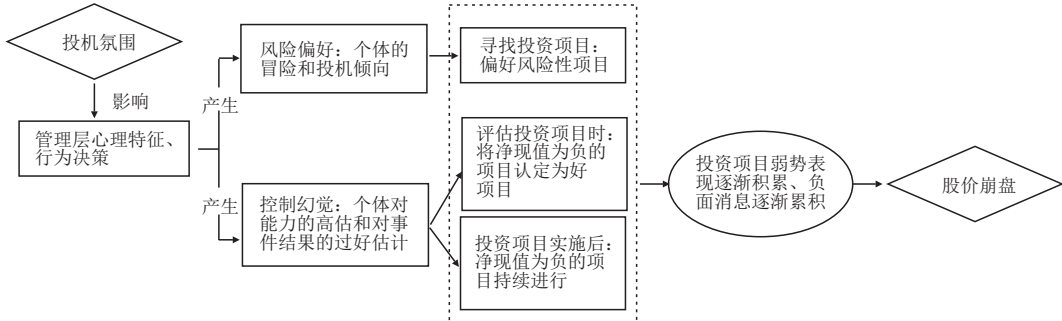 投机氛围
影响
管理层心理特征、
行为决策
产生
产生
风险偏好：个体的
冒险和投机倾向
控制幻觉：个体对
能力的高估和对事
件结果的过好估计
寻找投资项目：
偏好风险性项目
评估投资项目时：
将净现值为负的
项目认定为好
项目
投资项目实施后：
净现值为负的项
目持续进行
投资项目弱势表
现逐渐积累、负
面消息逐渐累积
股价崩盘